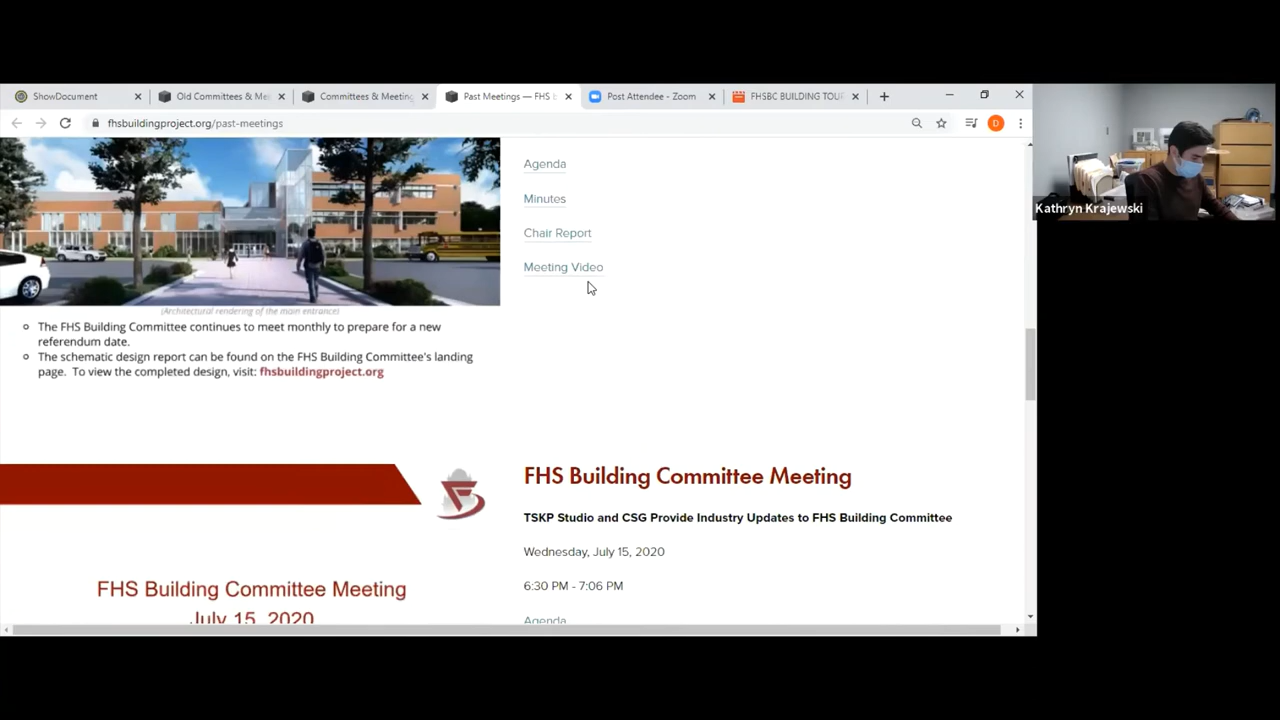 ShowDocument
Old Committees & Me
Committees & Meeting
Past Meetings — FHS
Post Attendee - Zoom
FHSBC BUILDING TOU
fhsbuildingproject.org/past-meetings
D
Kathryn Krajewski
Agenda
Minutes
Chair Report
Meeting Video
(Architectural rendering of the main entrance)
The FHS Building Committee continues to meet monthly to prepare for a new
referendum date.
The schematic design report can be found on the FHS Building Committee's landing
page. To view the completed design, visit: fhsbuildingproject.org
F
FHS Building Committee Meeting
July 15, 2020
FHS Building Committee Meeting
TSKP Studio and CSG Provide Industry Updates to FHS Building Committee
Wednesday, July 15, 2020
6:30 PM - 7:06 PM
Agenda